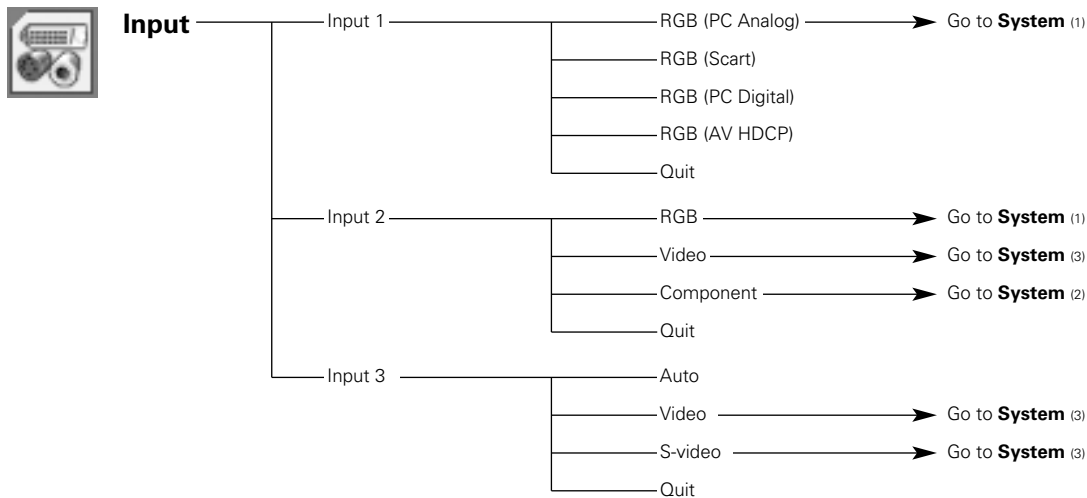 Input
Input 1
RGB (PC Analog) Go to System (1)
RGB (Scart)
RGB (PC Digital)
RGB (AV HDCP)
Quit
Input 2
RGB Go to System (1)
Video Go to System (3)
Component Go to System (2)
Quit
Input 3
Auto
Video Go to System (3)
S-video Go to System (3)
Quit